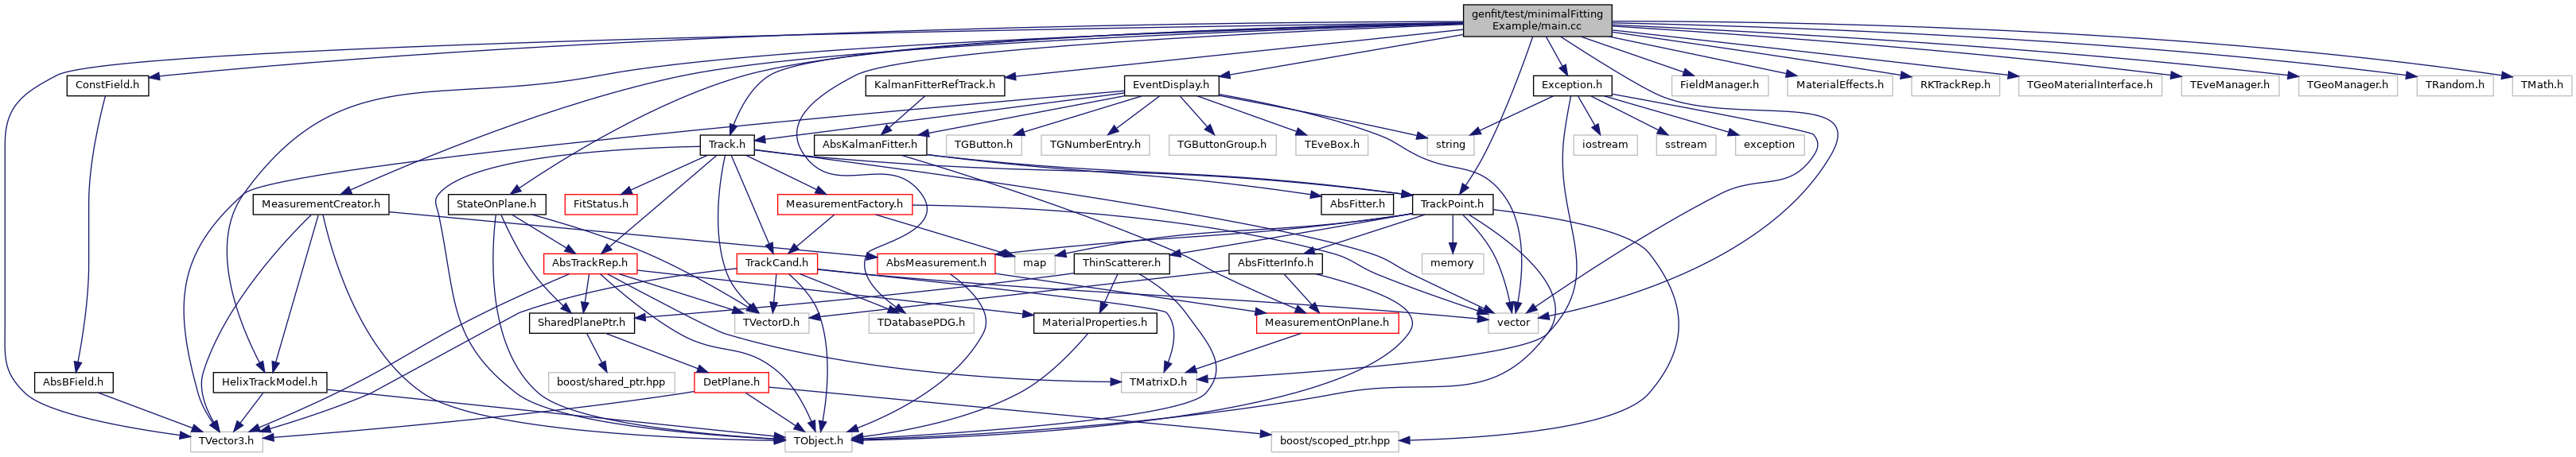 genfit/test/minimalFitting
Example/main.cc
ConstField.h
KalmanFitterRefTrack.h
EventDisplay.h
Exception.h
FieldManager.h
MaterialEffects.h
RKTrackRep.h
TGeoMaterialInterface.h
TEveManager.h
TGeoManager.h
TRandom.h
TMath.h
Track.h
AbsKalmanFitter.h
TGButton.h
TGNumberEntry.h
TGButtonGroup.h
TEveBox.h
string
iostream
sstream
exception
MeasurementCreator.h
StateOnPlane.h
FitStatus.h
MeasurementFactory.h
AbsFitter.h
TrackPoint.h
AbsTrackRep.h
TrackCand.h
AbsMeasurement.h
map
ThinScatterer.h
AbsFitterInfo.h
memory
SharedPlanePtr.h
TVectorD.h
TDatabasePDG.h
MaterialProperties.h
MeasurementOnPlane.h
vector
AbsBField.h
HelixTrackModel.h
boost/shared_ptr.hpp
DetPlane.h
TMatrixD.h
TVector3.h
TObject.h
boost/scoped_ptr.hpp